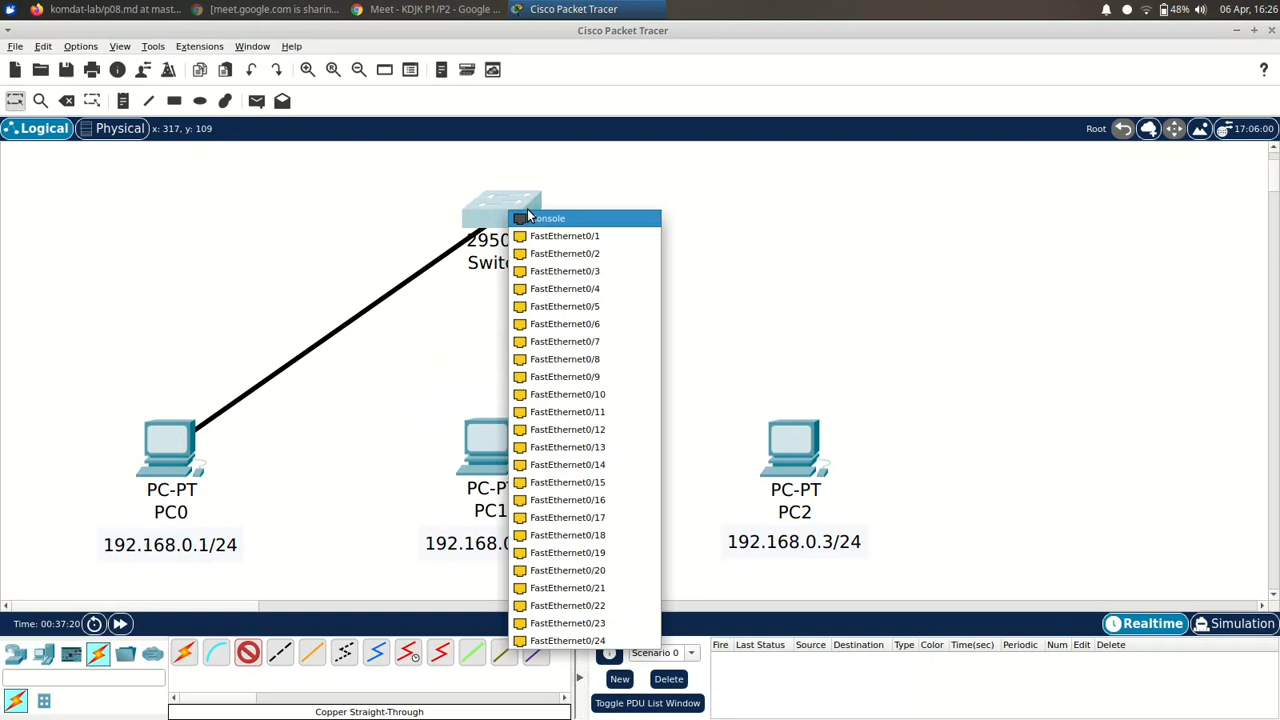 komdat-lab/p08.md at mast...
[meet.google.com is sharin...
Meet - KDJK P1/P2 - Google ...
Cisco Packet Tracer
48%
06 Apr, 16:26
Cisco Packet Tracer
File Edit Options View Tools Extensions Window Help
Logical
Physical
x: 317, y: 109
Root
17:06:00
2950
Swit
Console
FastEthernet0/1
FastEthernet0/2
FastEthernet0/3
FastEthernet0/4
FastEthernet0/5
FastEthernet0/6
FastEthernet0/7
FastEthernet0/8
FastEthernet0/9
FastEthernet0/10
FastEthernet0/11
FastEthernet0/12
FastEthernet0/13
FastEthernet0/14
FastEthernet0/15
FastEthernet0/16
FastEthernet0/17
FastEthernet0/18
FastEthernet0/19
FastEthernet0/20
FastEthernet0/21
FastEthernet0/22
FastEthernet0/23
FastEthernet0/24
PC-PT
PC0
192.168.0.1/24
PC-P
PC1
192.168.0
PC-PT
PC2
192.168.0.3/24
Time: 00:37:20
Realtime
Simulation
Scenario 0
New
Delete
Toggle PDU List Window
Fire Last Status Source Destination Type Color Time(sec) Periodic Num Edit Delete
Copper Straight-Through